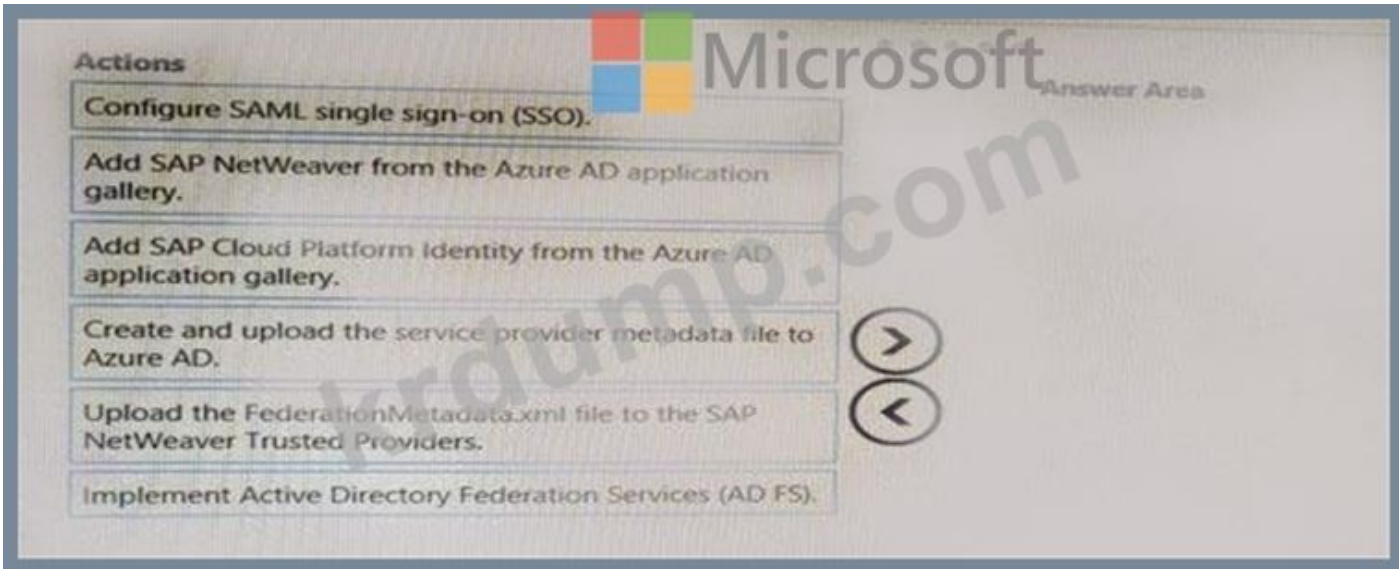 Microsoft
Actions
Answer Area
Configure SAML single sign-on (SSO).
Add SAP NetWeaver from the Azure AD application
gallery.
Add SAP Cloud Platform Identity from the Azure AD
application gallery.
Create and upload the service provider metadata file to
Azure AD.
Upload the FederationMetadata.xml file to the SAP
NetWeaver Trusted Providers.
Implement Active Directory Federation Services (AD FS).
krdump.com